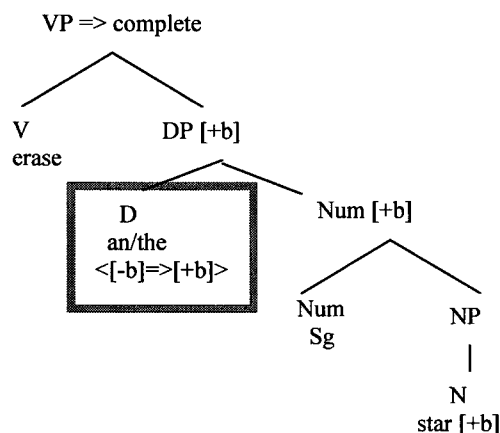 VP => complete
V DP [+b]
erase
D Num [+b]
an/the
<[-b]=>[+b]>
Num NP
Sg
N
star [+b]